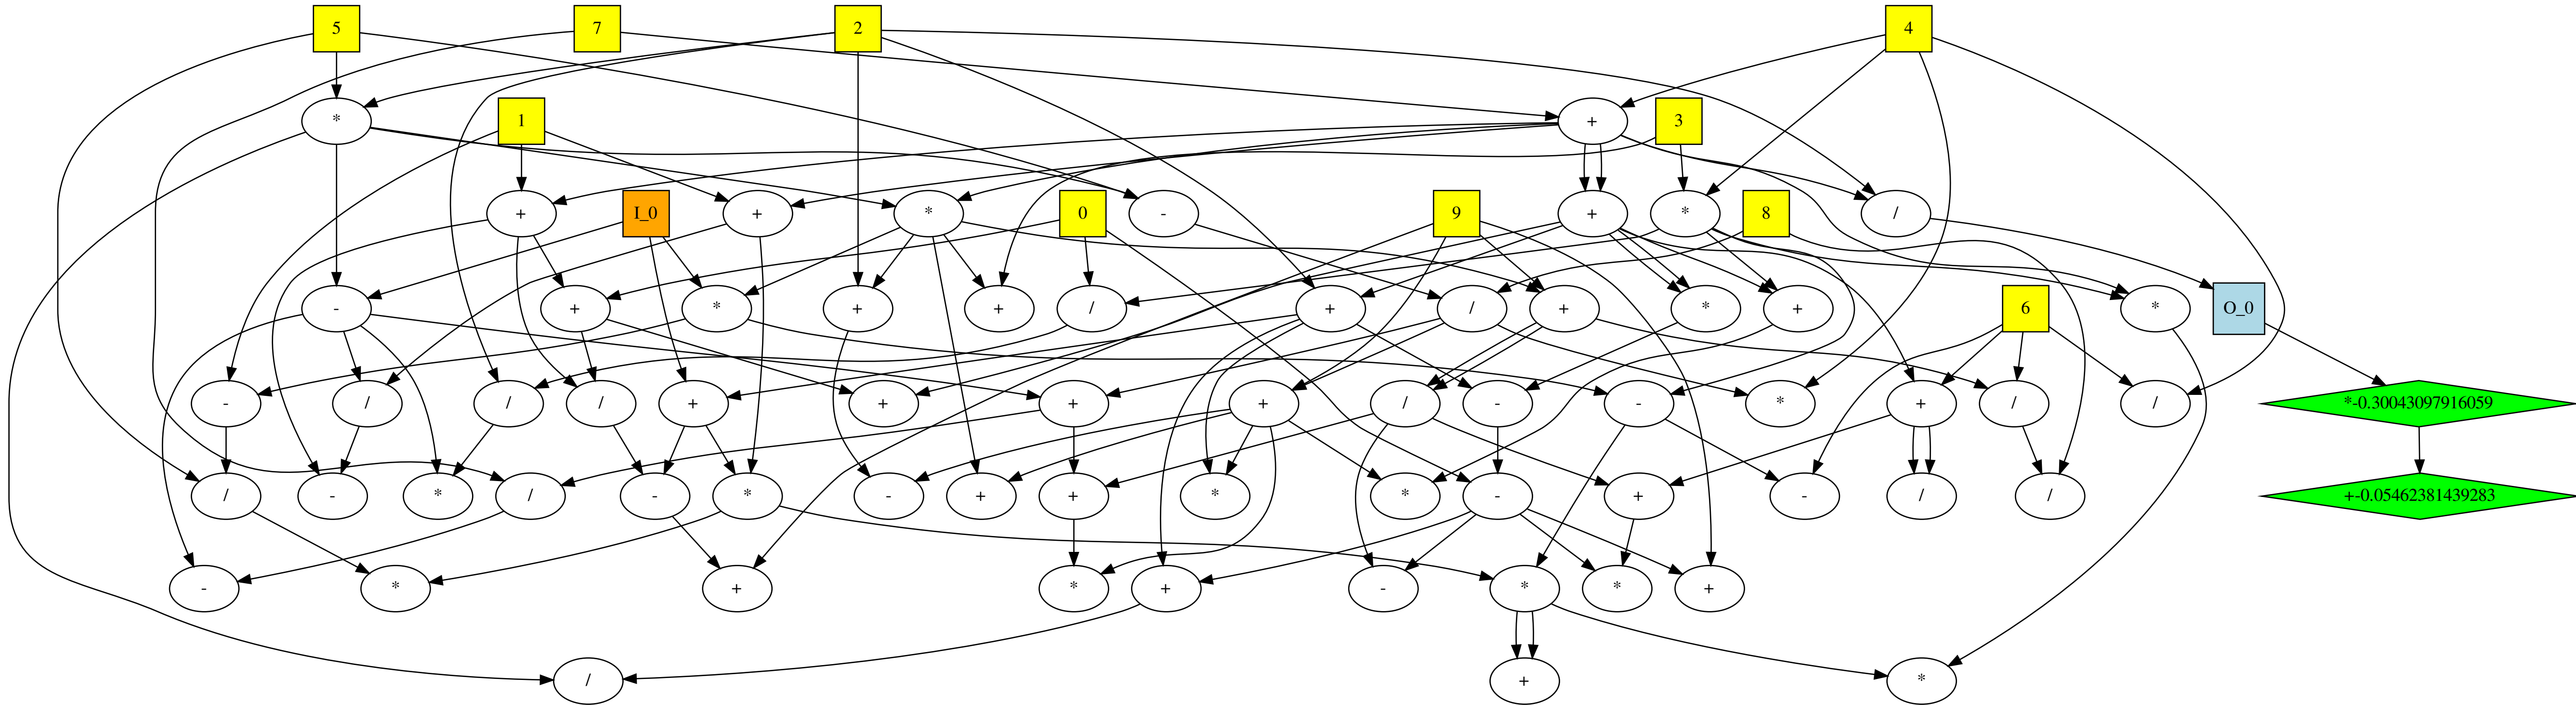 5 7 2 4
* 1 + 3
+ I_0 + * 0 - 9 + * 8 /
- + * + + / + / + * + 6 * O_0
- / / / + + + + / - - * + / / *-0.30043097916059
/ - * / - * - + + * * - + - / / +-0.05462381439283
- * + * + - * * +
/ + *